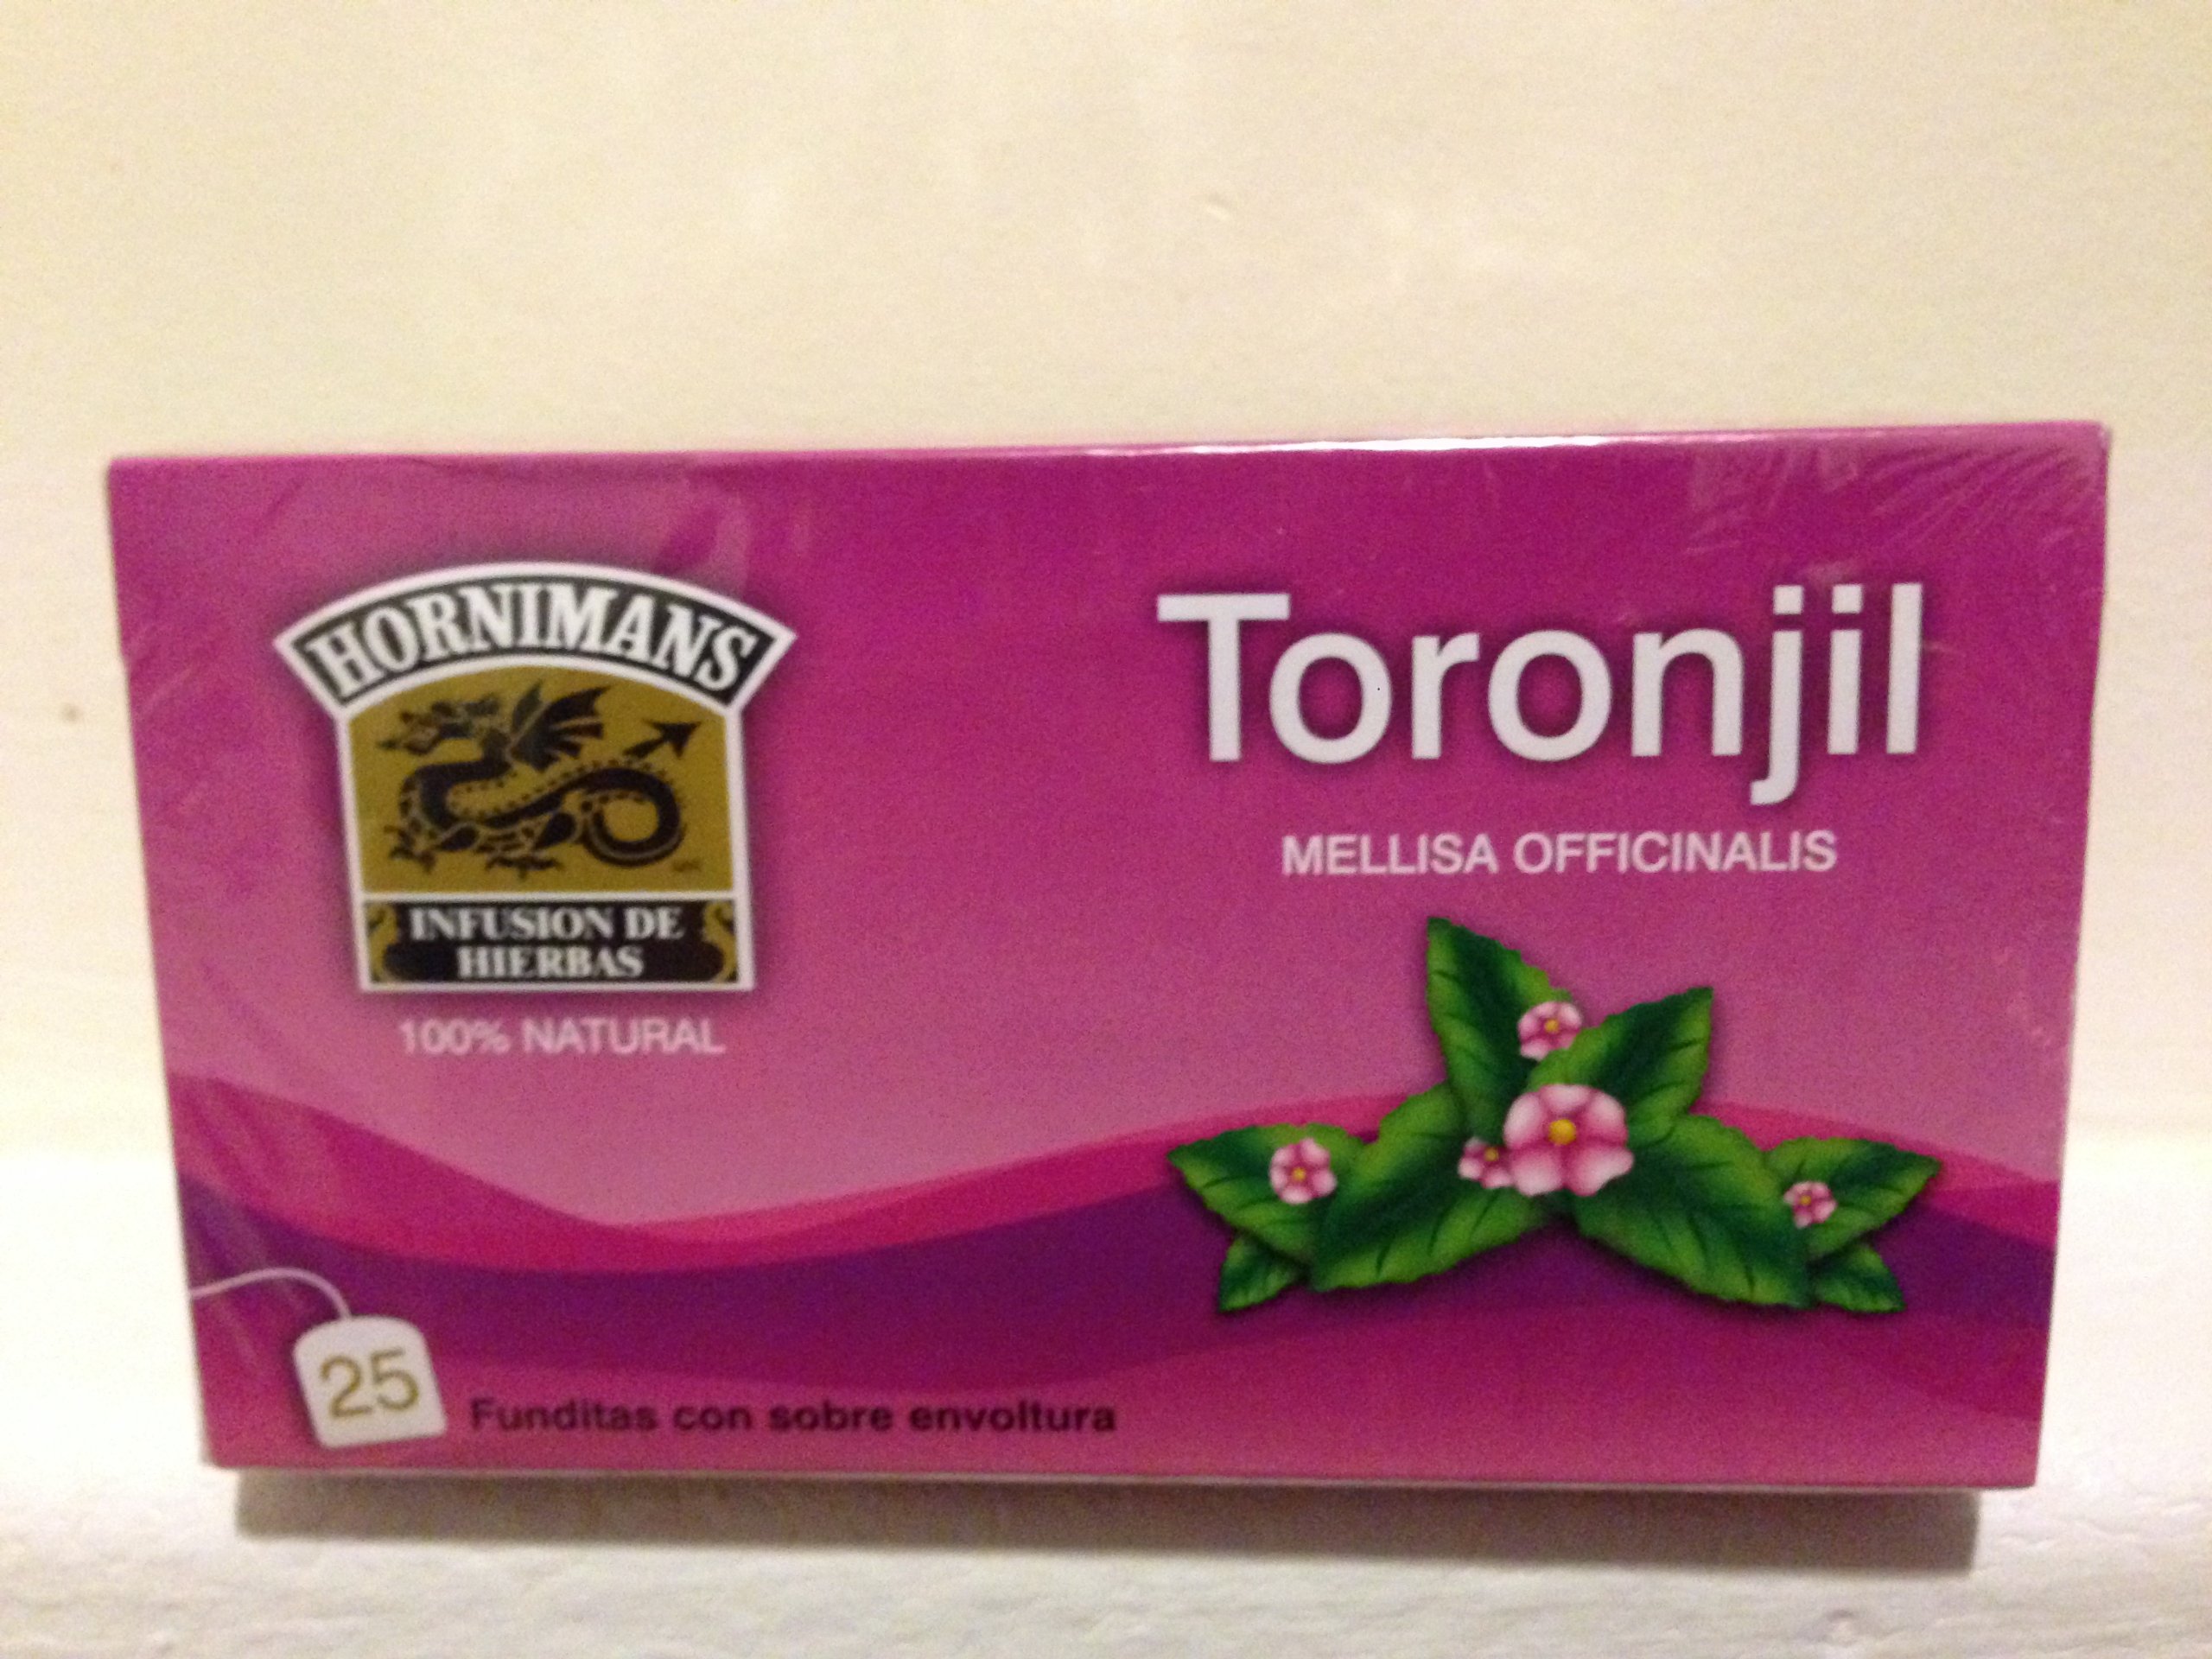 HORNIMANS
INFUSION DE
HIERBAS
100% NATURAL
Toronjil
MELLISA OFFICINALIS
25
Funditas con sobre envoltura